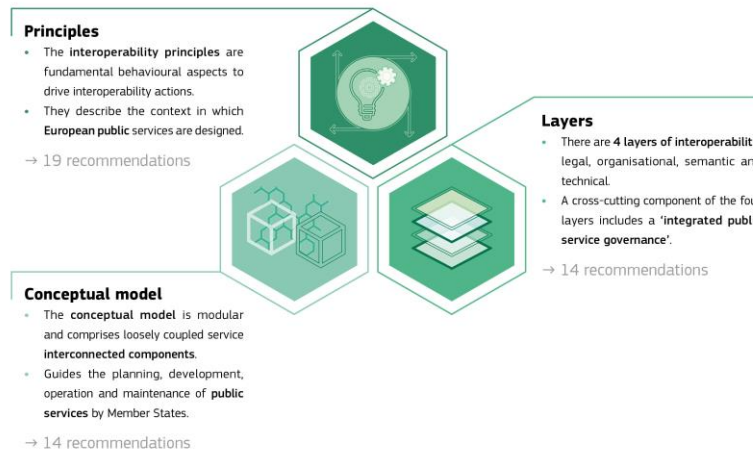 Principles
• The interoperability principles are
fundamental behavioural aspects to
drive interoperability actions.
• They describe the context in which
European public services are designed.
→ 19 recommendations
Layers
• There are 4 layers of interoperabilit
legal, organisational, semantic an
technical.
• A cross-cutting component of the fou
layers includes a ‘integrated publi
service governance’.
→ 14 recommendations
Conceptual model
• The conceptual model is modular
and comprises loosely coupled service
interconnected components.
• Guides the planning, development,
operation and maintenance of public
services by Member States.
→ 14 recommendations